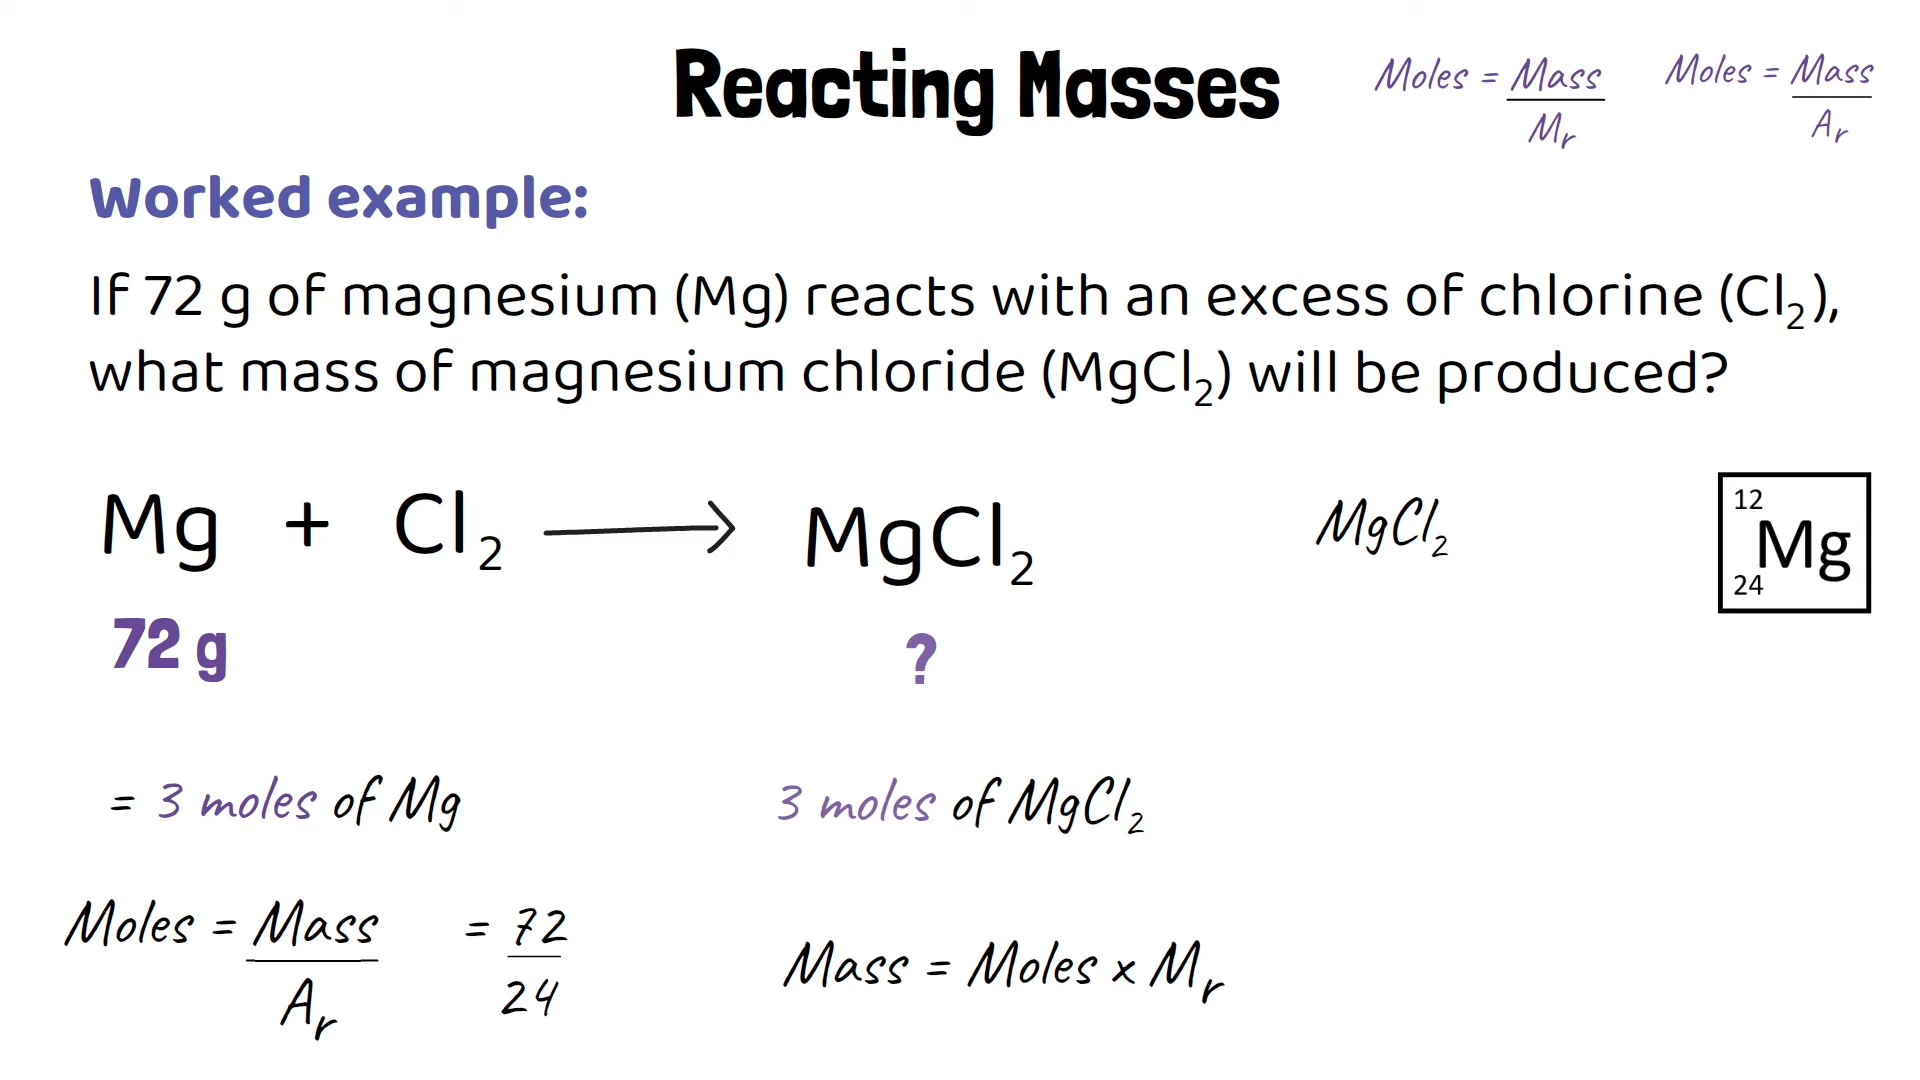 Reacting Masses
Moles = Mass
Mr
Moles = Mass
Ar
Worked example:
If 72 g of magnesium (Mg) reacts with an excess of chlorine (Cl₂),
what mass of magnesium chloride (MgCl₂) will be produced?
Mg + Cl₂ ⟶ MgCl₂
72 g
?
MgCl₂
12
Mg
24
= 3 moles of Mg
3 moles of MgCl₂
Moles = Mass
Ar
= 72
24
Mass = Moles x Mr